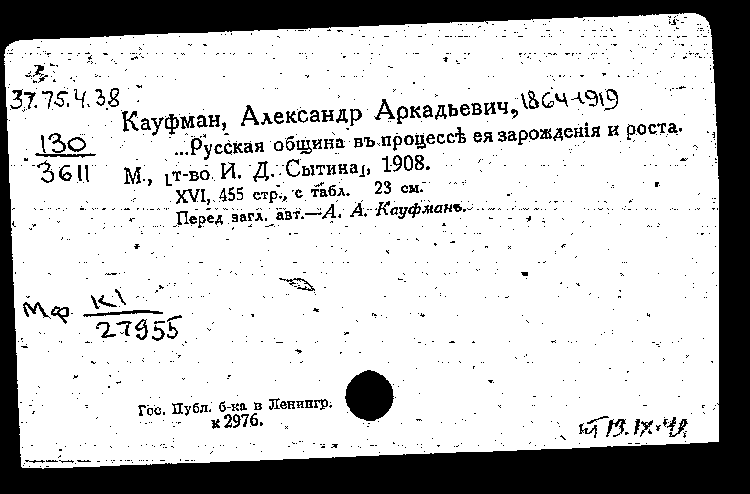 37.75.4.38
Кауфман, Александр Аркадьевич, 1864-1919
130
3611
...Русская община въ процессѣ ея зарожденія и роста.
М., [т-во И. Д. Сытина], 1908.
XVI, 455 стр., с табл. 23 см.
Перед загл. авт.—А. А. Кауфманъ.
Мф К1
27955
Гос. Публ. б-ка в Ленингр.
к 2976.
13.IX.